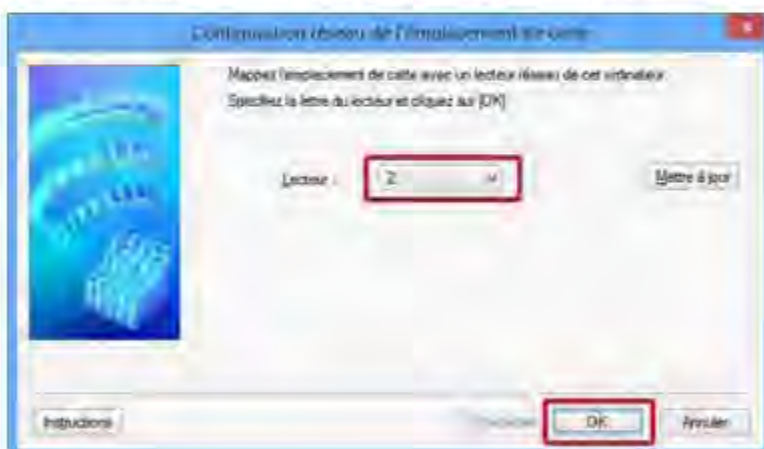 Configuration réseau de l'emplacement de carte
Mappez l'emplacement de carte avec un lecteur réseau de cet ordinateur.
Spécifiez la lettre du lecteur et cliquez sur [OK].
Lecteur : Z Mettre à jour
Instructions OK Annuler